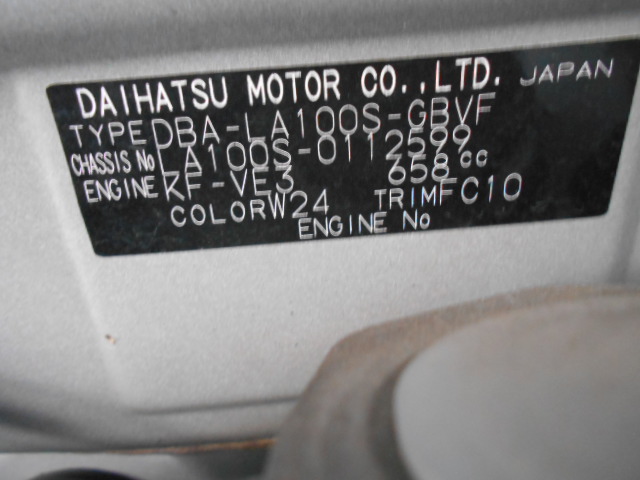 DAIHATSU MOTOR CO.,LTD. JAPAN
TYPE DBA-LA100S-GBVF
CHASSIS No LA100S-0112599
ENGINE KF-VE3 658cc
COLOR W24 TRIM FC10
ENGINE No